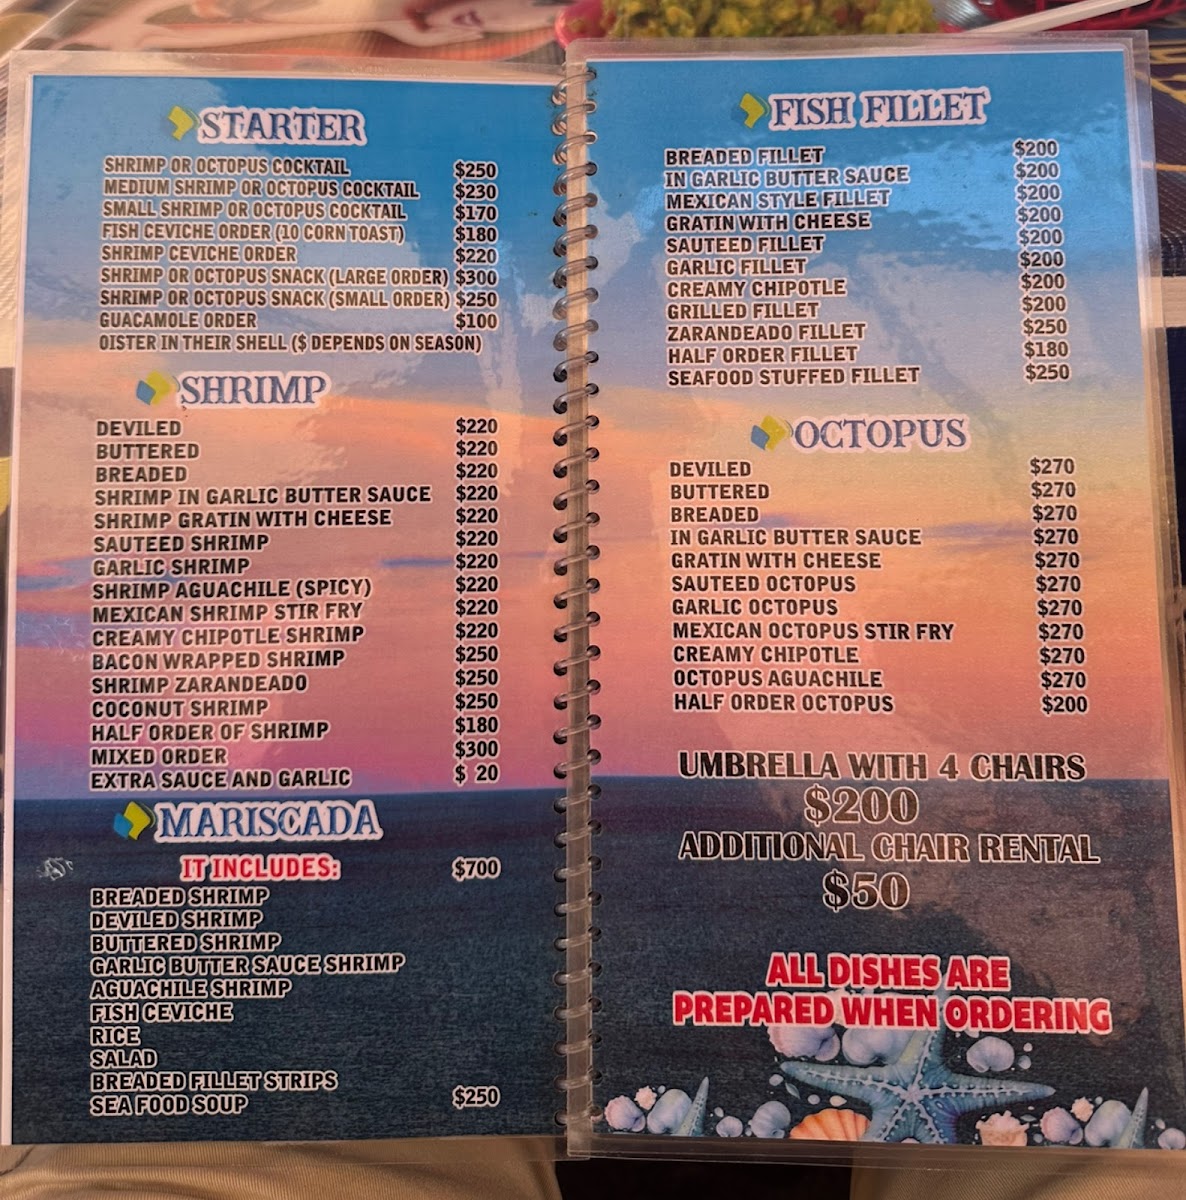 STARTER
SHRIMP OR OCTOPUS COCKTAIL $250
MEDIUM SHRIMP OR OCTOPUS COCKTAIL $230
SMALL SHRIMP OR OCTOPUS COCKTAIL $170
FISH CEVICHE ORDER (10 CORN TOAST) $180
SHRIMP CEVICHE ORDER $220
SHRIMP OR OCTOPUS SNACK (LARGE ORDER) $300
SHRIMP OR OCTOPUS SNACK (SMALL ORDER) $250
GUACAMOLE ORDER $100
OISTER IN THEIR SHELL ($ DEPENDS ON SEASON)
SHRIMP
DEVILED $220
BUTTERED $220
BREADED $220
SHRIMP IN GARLIC BUTTER SAUCE $220
SHRIMP GRATIN WITH CHEESE $220
SAUTEED SHRIMP $220
GARLIC SHRIMP $220
SHRIMP AGUACHILE (SPICY) $220
MEXICAN SHRIMP STIR FRY $220
CREAMY CHIPOTLE SHRIMP $220
BACON WRAPPED SHRIMP $250
SHRIMP ZARANDEADO $250
COCONUT SHRIMP $250
HALF ORDER OF SHRIMP $180
MIXED ORDER $300
EXTRA SAUCE AND GARLIC $ 20
MARISCADA
IT INCLUDES: $700
BREADED SHRIMP
DEVILED SHRIMP
BUTTERED SHRIMP
GARLIC BUTTER SAUCE SHRIMP
AGUACHILE SHRIMP
FISH CEVICHE
RICE
SALAD
BREADED FILLET STRIPS
SEA FOOD SOUP $250
FISH FILLET
BREADED FILLET $200
IN GARLIC BUTTER SAUCE $200
MEXICAN STYLE FILLET $200
GRATIN WITH CHEESE $200
SAUTEED FILLET $200
GARLIC FILLET $200
CREAMY CHIPOTLE $200
GRILLED FILLET $200
ZARANDEADO FILLET $250
HALF ORDER FILLET $180
SEAFOOD STUFFED FILLET $250
OCTOPUS
DEVILED $270
BUTTERED $270
BREADED $270
IN GARLIC BUTTER SAUCE $270
GRATIN WITH CHEESE $270
SAUTEED OCTOPUS $270
GARLIC OCTOPUS $270
MEXICAN OCTOPUS STIR FRY $270
CREAMY CHIPOTLE $270
OCTOPUS AGUACHILE $270
HALF ORDER OCTOPUS $200
UMBRELLA WITH 4 CHAIRS
$200
ADDITIONAL CHAIR RENTAL
$50
ALL DISHES ARE
PREPARED WHEN ORDERING